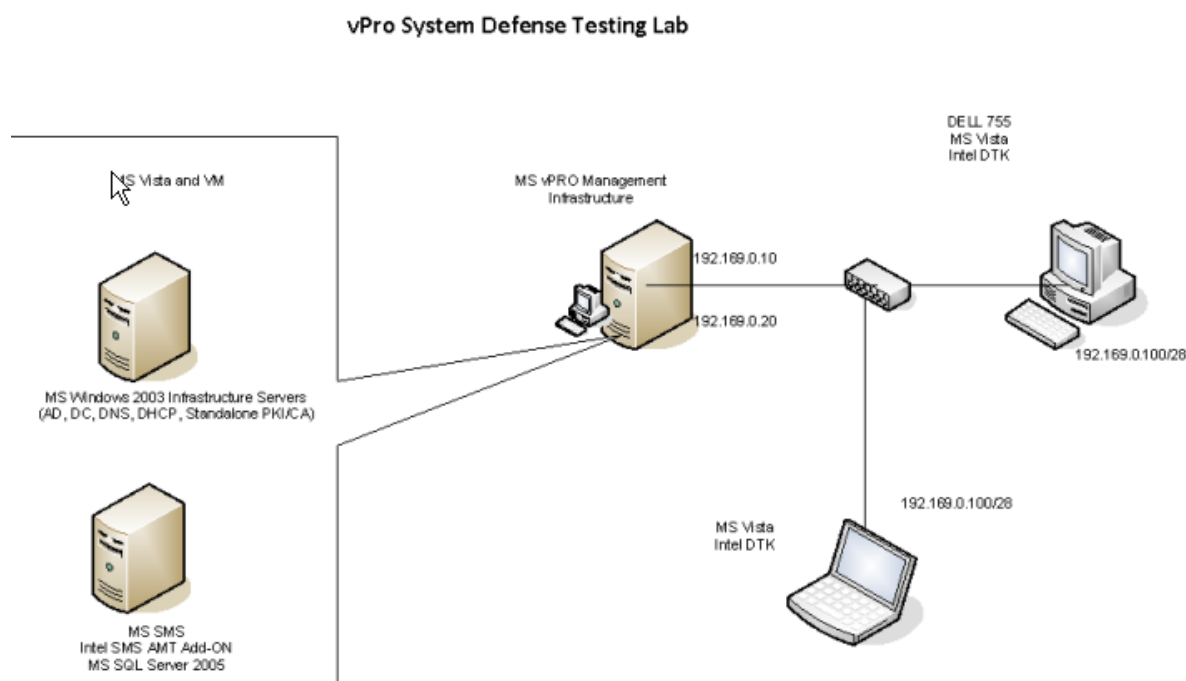 vPro System Defense Testing Lab
MS Vista and VM
MS vPRO Management
Infrastructure
DELL 755
MS Vista
Intel DTK
192.169.0.10
192.169.0.20
192.169.0.100/28
MS Windows 2003 Infrastructure Servers
(AD, DC, DNS, DHCP, Standalone PKI/CA)
192.169.0.100/28
MS Vista
Intel DTK
MS SMS
Intel SMS AMT Add-ON
MS SQL Server 2005